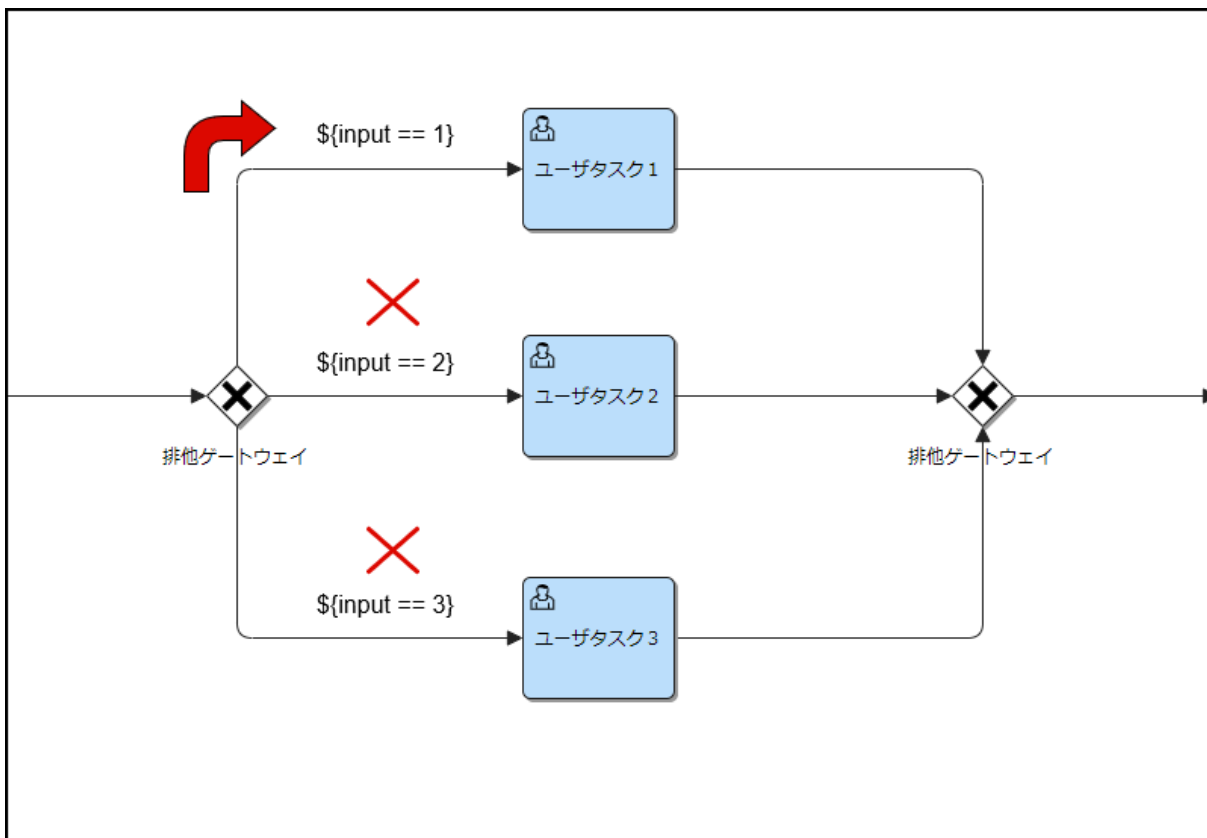 ${input == 1}
ユーザタスク1
${input == 2}
ユーザタスク2
排他ゲートウェイ
排他ゲートウェイ
${input == 3}
ユーザタスク3